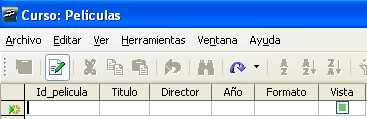 Curso: Películas
Archivo Editar Ver Herramientas Ventana Ayuda
A Z Z A A Z
Id_pelicula Titulo Director Año Formato Vista